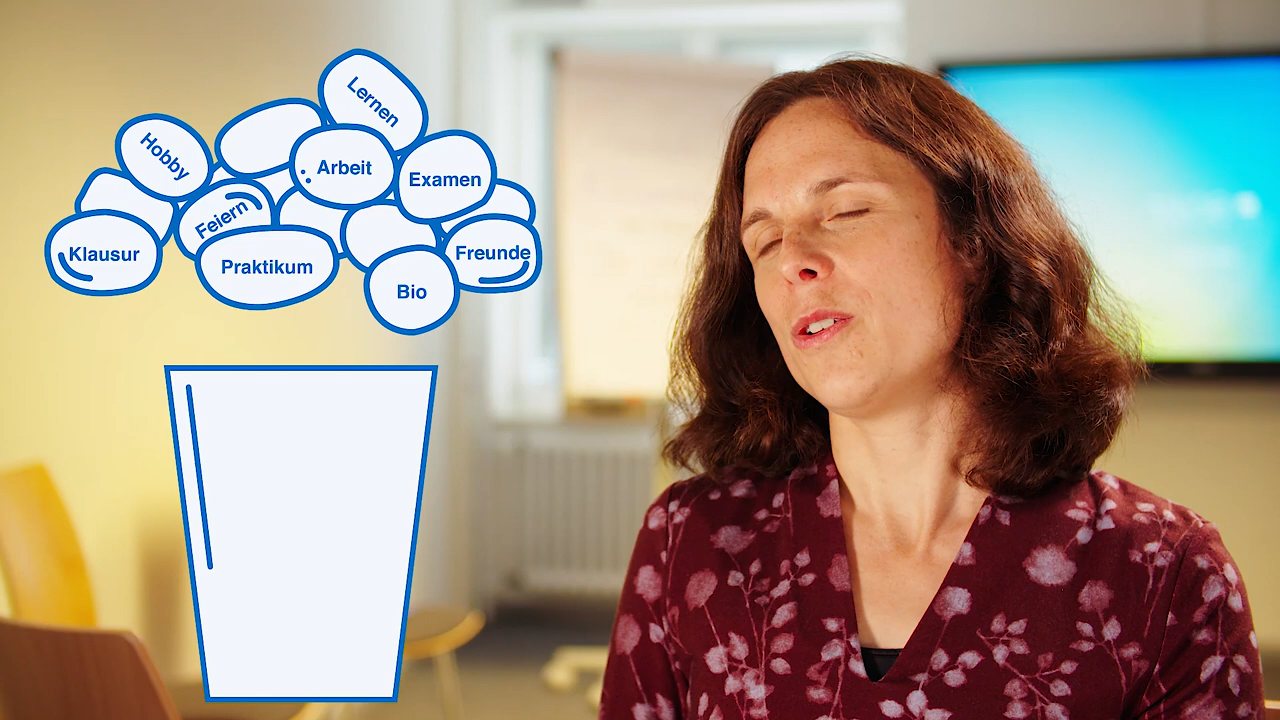 Lernen
Hobby
Arbeit
Examen
Feiern
Klausur
Praktikum
Freunde
Bio